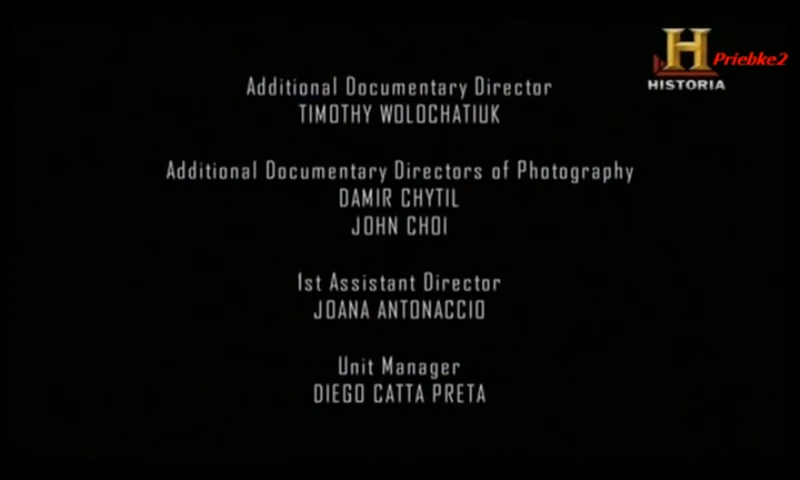 H
HISTORIA
Priebke2
Additional Documentary Director
TIMOTHY WOLOCHATIUK
Additional Documentary Directors of Photography
DAMIR CHYTIL
JOHN CHOI
1st Assistant Director
JOANA ANTONACCIO
Unit Manager
DIEGO CATTA PRETA